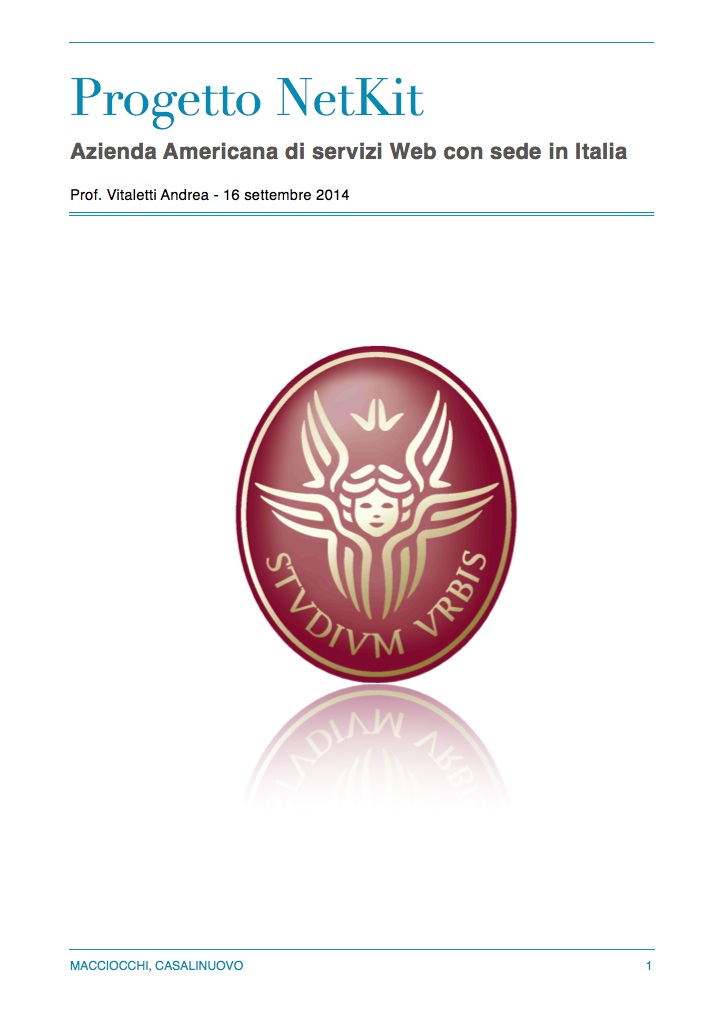 Progetto NetKit
Azienda Americana di servizi Web con sede in Italia
Prof. Vitaletti Andrea - 16 settembre 2014
STVDIVM VRBIS
MACCIOCCHI, CASALINUOVO 1